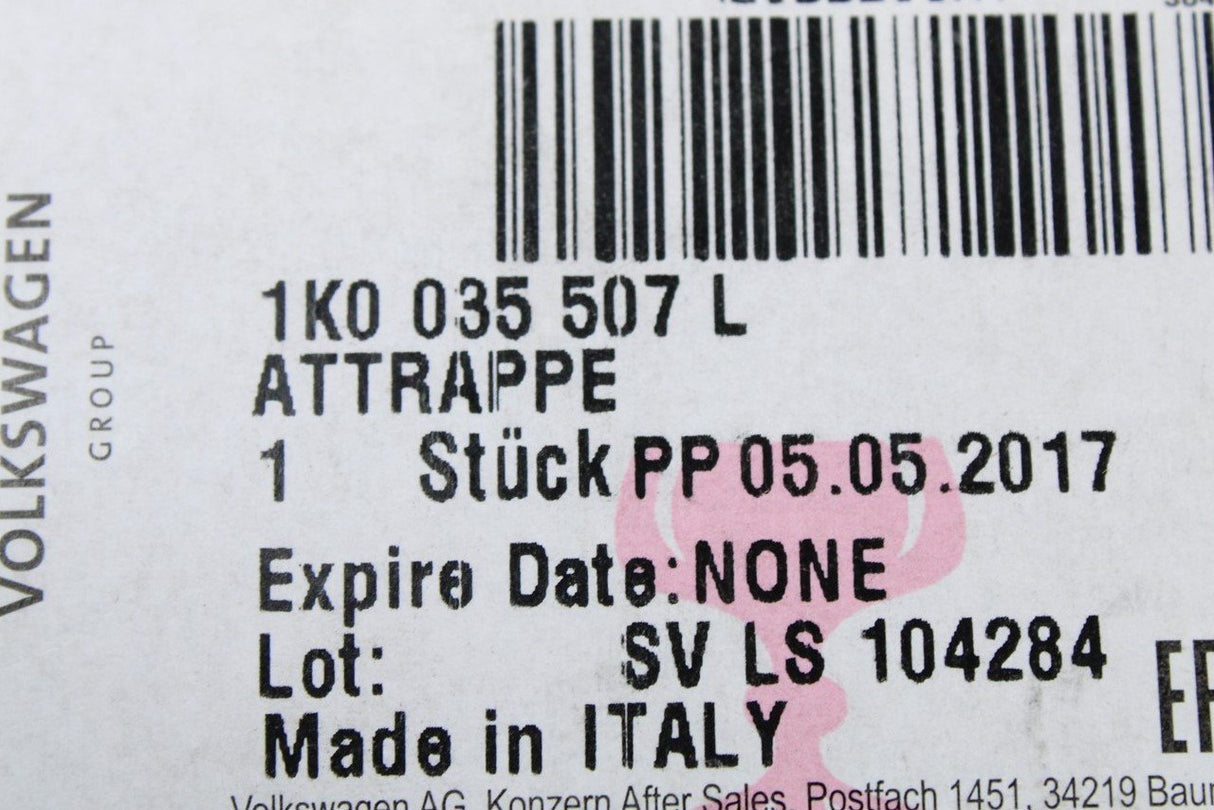 VOLKSWAGEN
GROUP
1K0 035 507 L
ATTRAPPE
1 Stück PP 05.05.2017
Expire Date: NONE
Lot: SV LS 104284
Made in ITALY
Volkswagen AG, Konzern After Sales, Postfach 1451, 34219